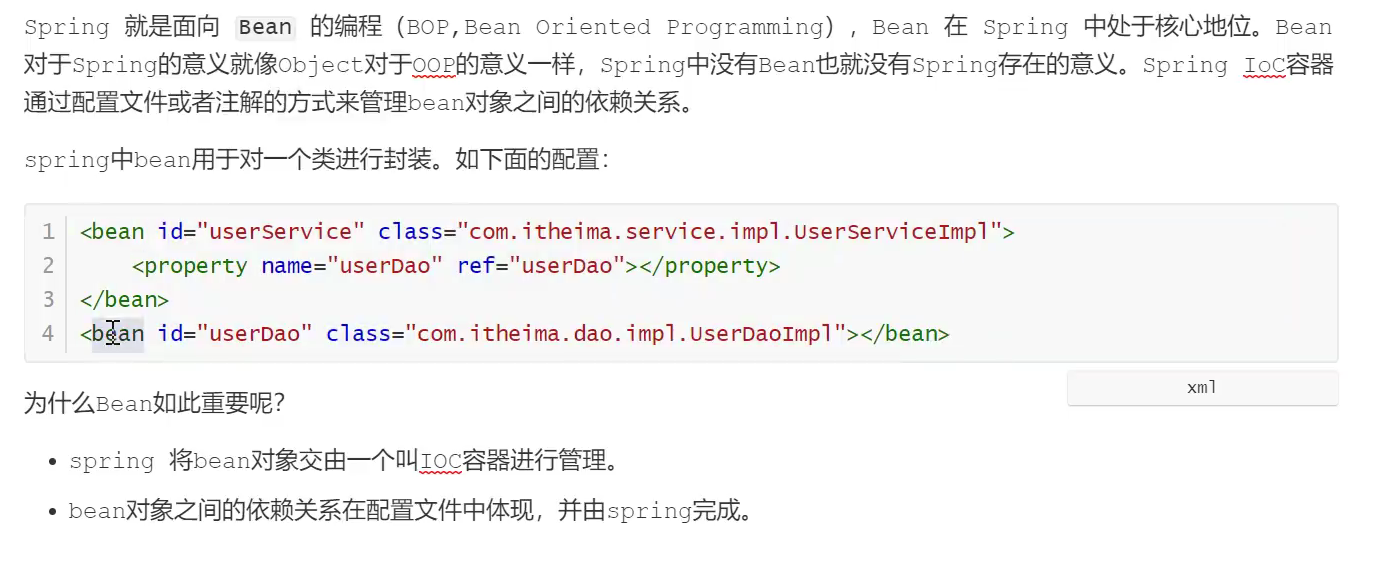 Spring 就是面向 Bean 的编程（BOP,Bean Oriented Programming）, Bean 在 Spring 中处于核心地位。Bean
对于Spring的意义就像Object对于OOP的意义一样，Spring中没有Bean也就没有Spring存在的意义。Spring IoC容器
通过配置文件或者注解的方式来管理bean对象之间的依赖关系。
spring中bean用于对一个类进行封装。如下面的配置：
1 <bean id="userService" class="com.itheima.service.impl.UserServiceImpl">
2     <property name="userDao" ref="userDao"></property>
3 </bean>
4 <bean id="userDao" class="com.itheima.dao.impl.UserDaoImpl"></bean>
xml
为什么Bean如此重要呢？
• spring 将bean对象交由一个叫IOC容器进行管理。
• bean对象之间的依赖关系在配置文件中体现，并由spring完成。